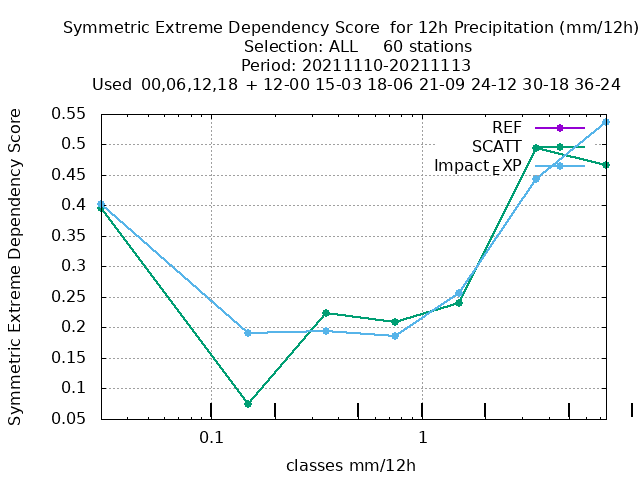 Symmetric Extreme Dependency Score  for 12h Precipitation (mm/12h)
Selection: ALL     60 stations
Period: 20211110-20211113
Used  00,06,12,18  + 12-00 15-03 18-06 21-09 24-12 30-18 36-24
Symmetric Extreme Dependency Score
0.55
0.5
0.45
0.4
0.35
0.3
0.25
0.2
0.15
0.1
0.05
REF
SCATT
Impact_EXP
0.1
1
classes mm/12h